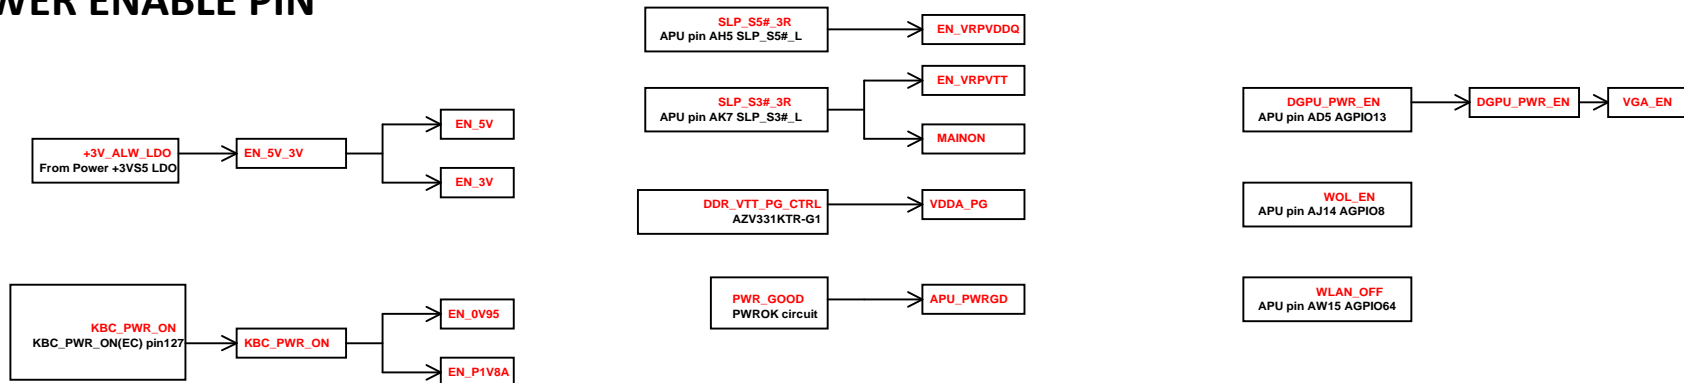 POWER ENABLE PIN
+3V_ALW_LDO
From Power +3VS5 LDO
EN_5V_3V
EN_5V
EN_3V
KBC_PWR_ON
KBC_PWR_ON(EC) pin127
KBC_PWR_ON
EN_0V95
EN_P1V8A
SLP_S5#_3R
APU pin AH5 SLP_S5#_L
EN_VRPVDDQ
SLP_S3#_3R
APU pin AK7 SLP_S3#_L
EN_VRPVTT
MAINON
DDR_VTT_PG_CTRL
AZV331KTR-G1
VDDA_PG
PWR_GOOD
PWROK circuit
APU_PWRGD
DGPU_PWR_EN
APU pin AD5 AGPIO13
DGPU_PWR_EN
VGA_EN
WOL_EN
APU pin AJ14 AGPIO8
WLAN_OFF
APU pin AW15 AGPIO64